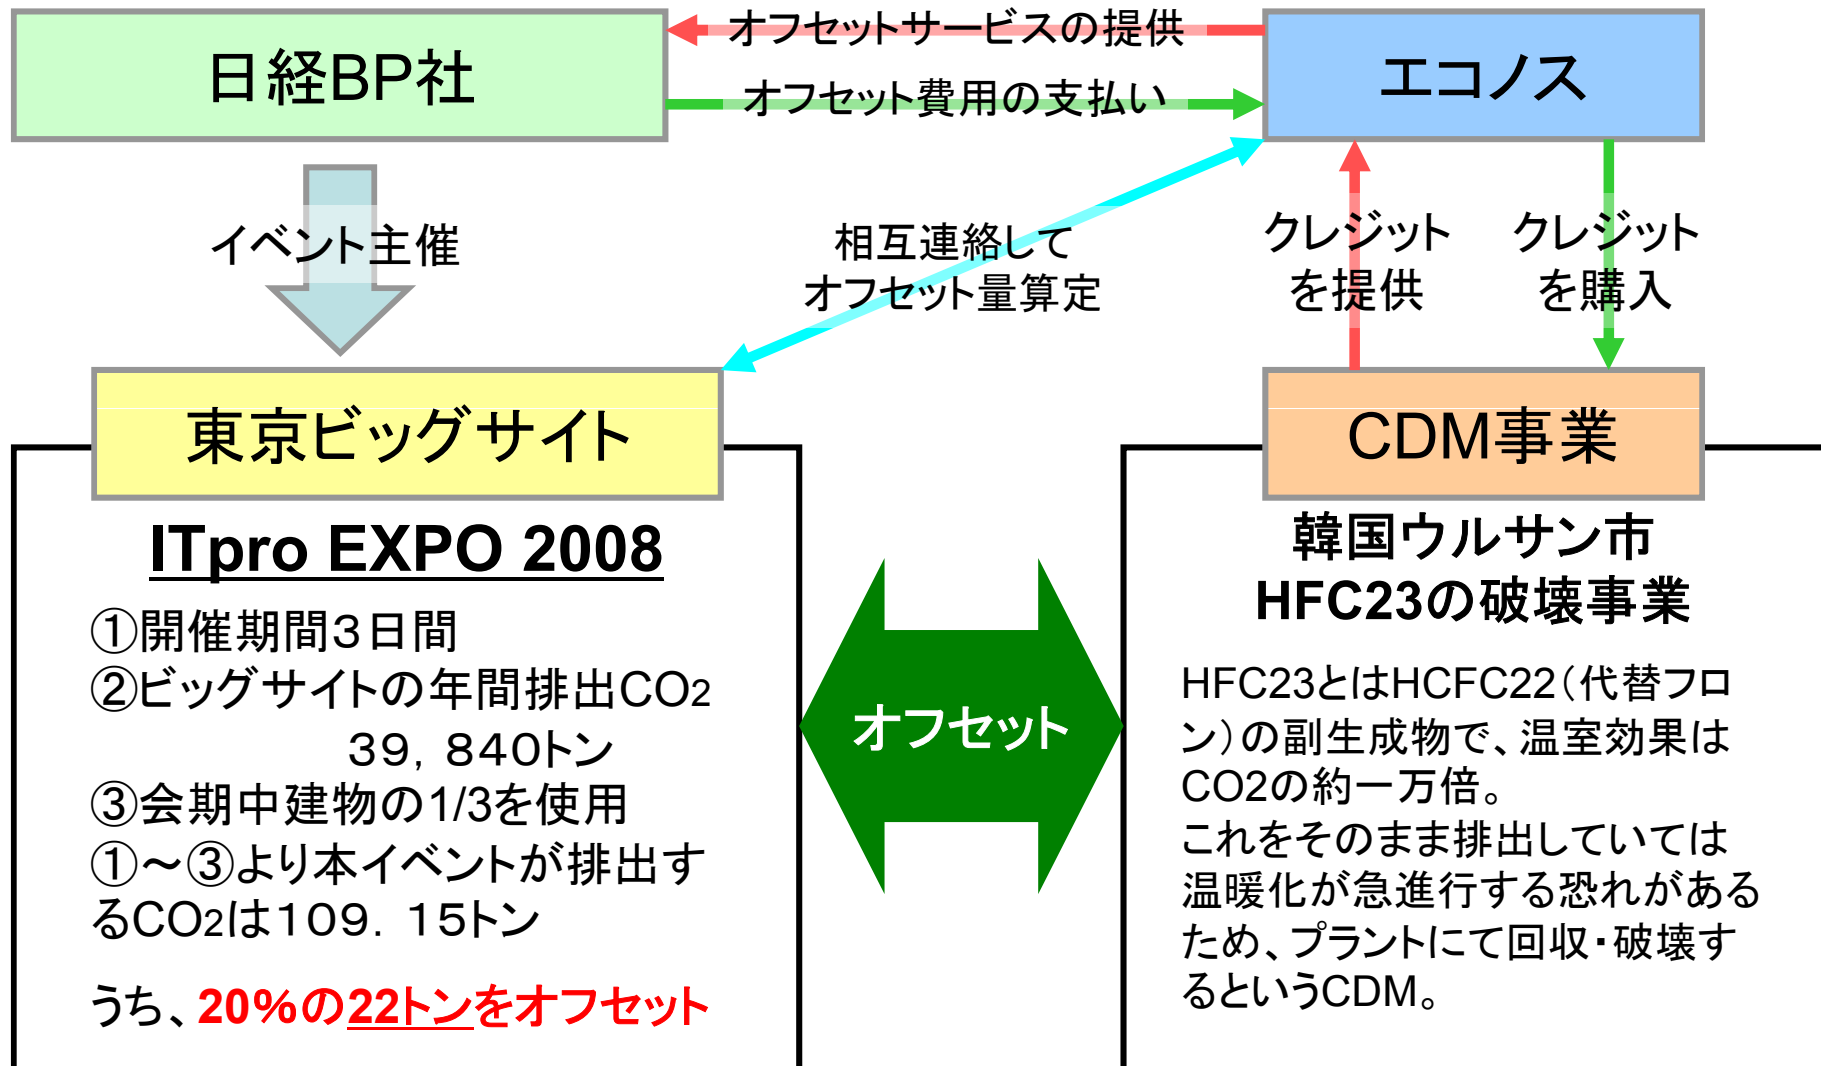 日経BP社
オフセットサービスの提供
オフセット費用の支払い
エコノス
イベント主催
相互連絡して
オフセット量算定
クレジット
を提供
クレジット
を購入
東京ビッグサイト
ITpro EXPO 2008
①開催期間３日間
②ビッグサイトの年間排出CO2
３９，８４０トン
③会期中建物の1/3を使用
①～③より本イベントが排出す
るCO2は１０９．１５トン
うち、20%の22トンをオフセット
オフセット
CDM事業
韓国ウルサン市
HFC23の破壊事業
HFC23とはHCFC22（代替フロ
ン）の副生成物で、温室効果は
CO2の約一万倍。
これをそのまま排出していては
温暖化が急進行する恐れがある
ため、プラントにて回収・破壊す
るというCDM。